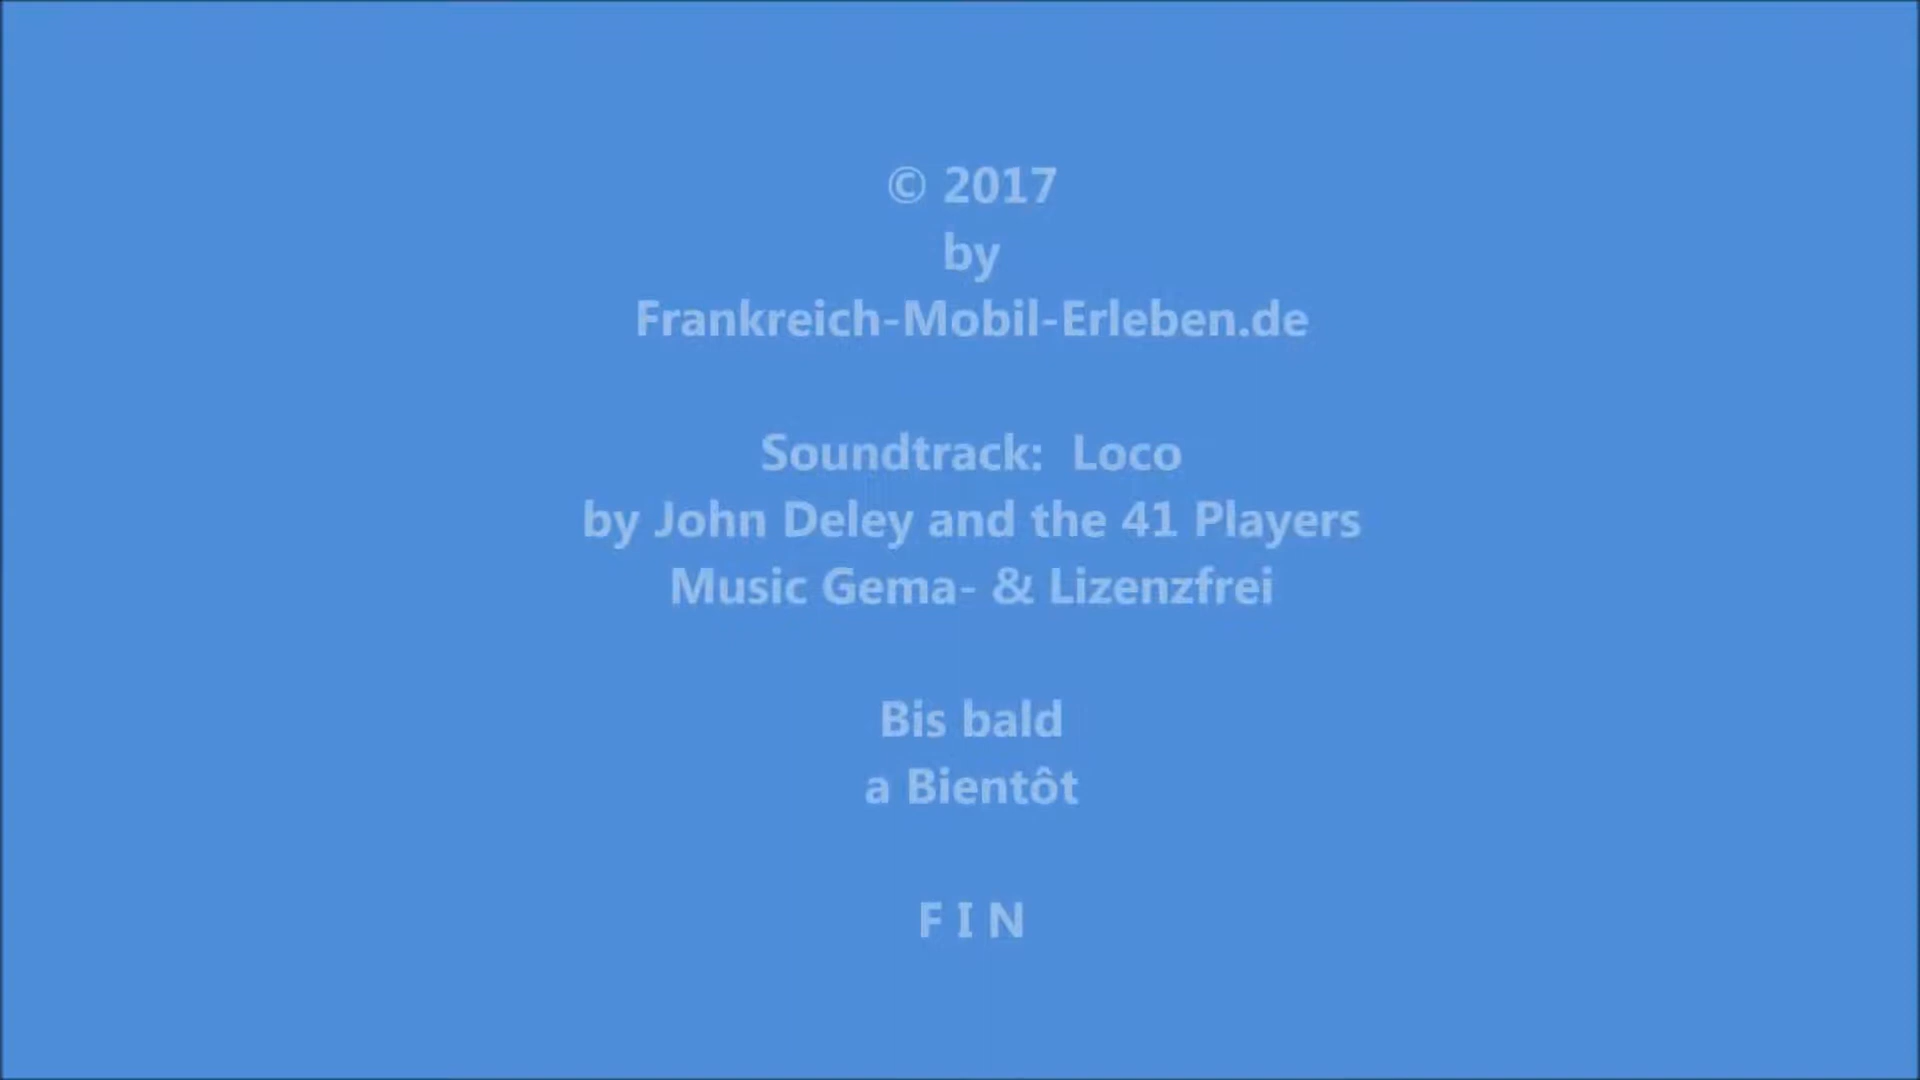 © 2017
by
Frankreich-Mobil-Erleben.de
Soundtrack:  Loco
by John Deley and the 41 Players
Music Gema- & Lizenzfrei
Bis bald
a Bientôt
F I N